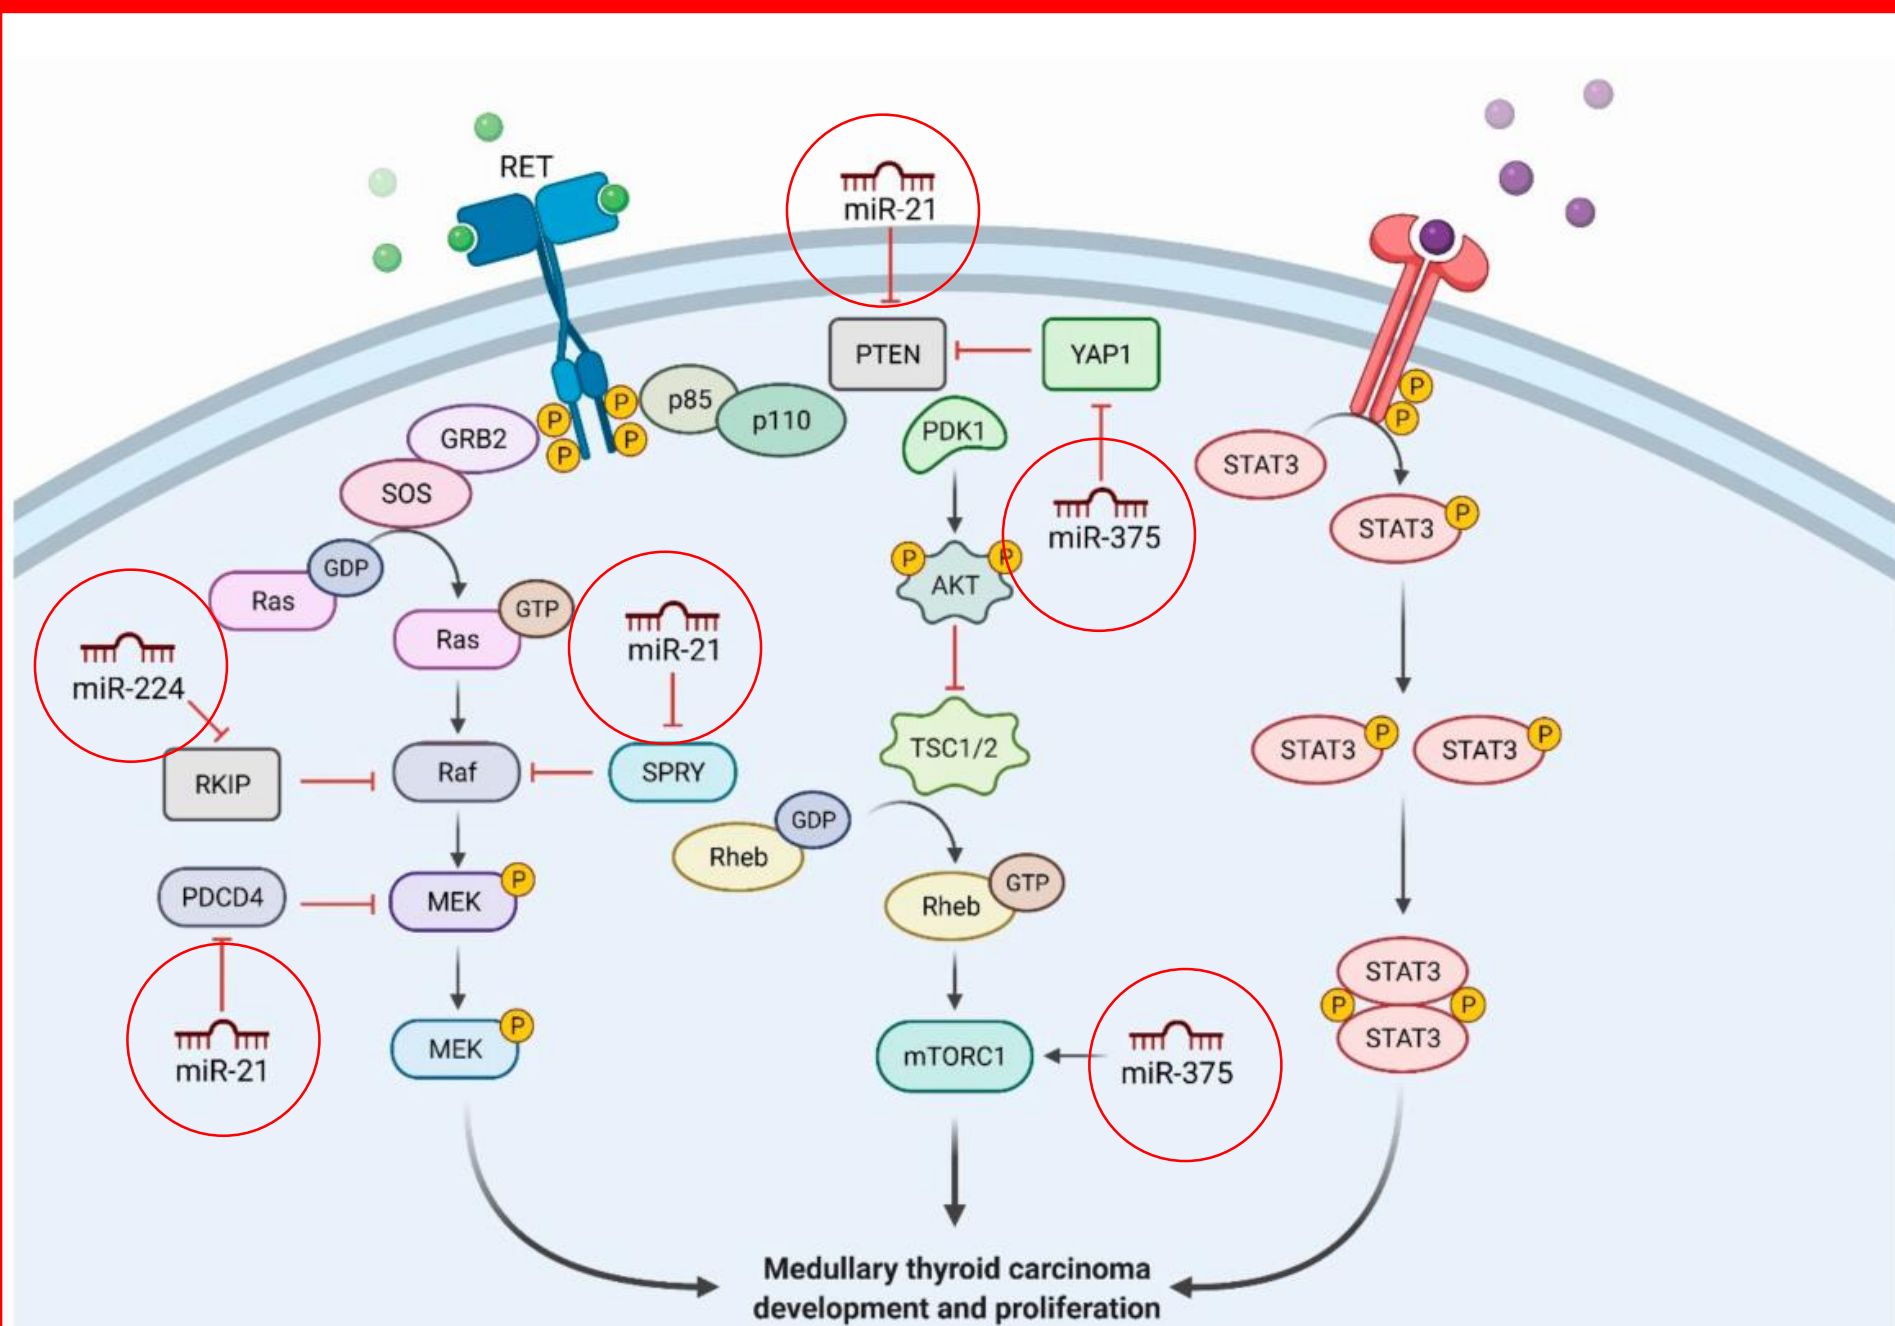 RET
miR-21
PTEN
YAP1
p85
p110
P
P
P
P
GRB2
SOS
PDK1
P
P
STAT3
STAT3
P
miR-375
GDP
Ras
GTP
Ras
miR-21
P
P
AKT
miR-224
RKIP
Raf
SPRY
TSC1/2
STAT3
P
STAT3
P
GDP
Rheb
GTP
Rheb
PDCD4
MEK
P
miR-21
MEK
P
mTORC1
miR-375
STAT3
P
P
STAT3
Medullary thyroid carcinoma
development and proliferation